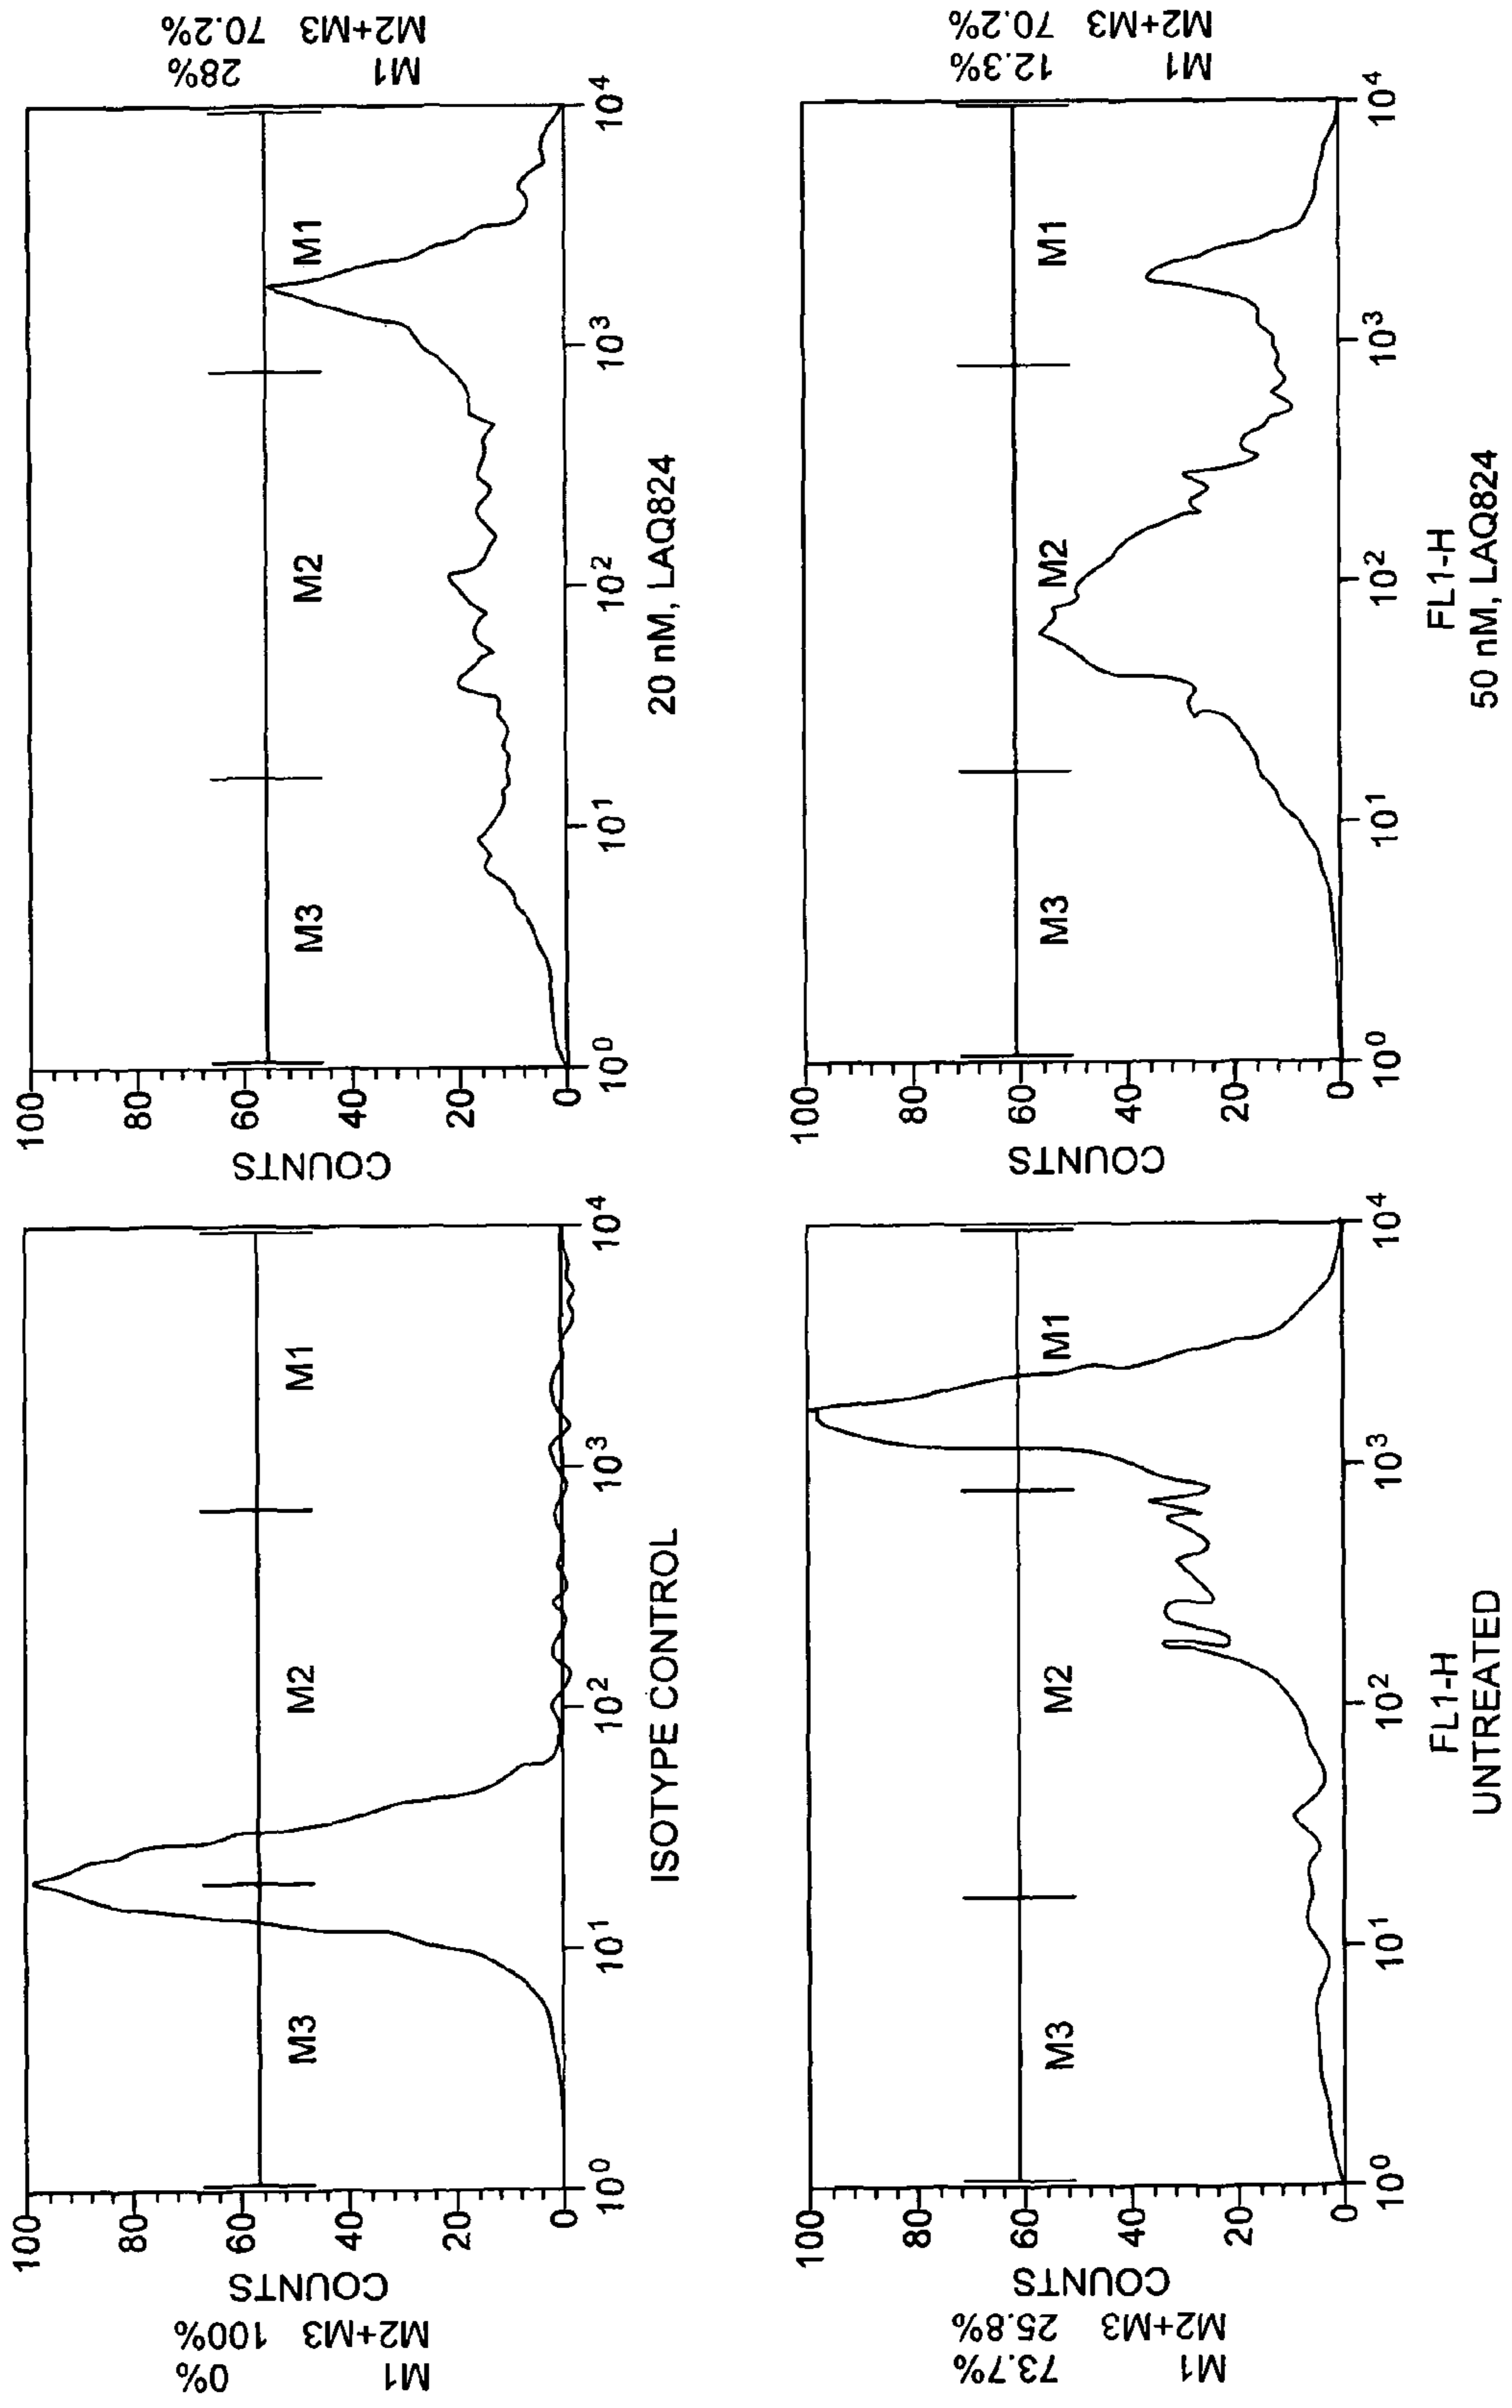 M1 0%
M2+M3 100%
COUNTS
100
80
60
40
20
0
M3
M2
M1
10^0
10^1
10^2
10^3
10^4
ISOTYPE CONTROL
COUNTS
100
80
60
40
20
0
M3
M2
M1
10^0
10^1
10^2
10^3
10^4
20 nM, LAQ824
M1 28%
M2+M3 70.2%
M1 73.7%
M2+M3 25.8%
COUNTS
100
80
60
40
20
0
M3
M2
M1
10^0
10^1
10^2
10^3
10^4
FL1-H
UNTREATED
COUNTS
100
80
60
40
20
0
M3
M2
M1
10^0
10^1
10^2
10^3
10^4
FL1-H
50 nM, LAQ824
M1 12.3%
M2+M3 70.2%